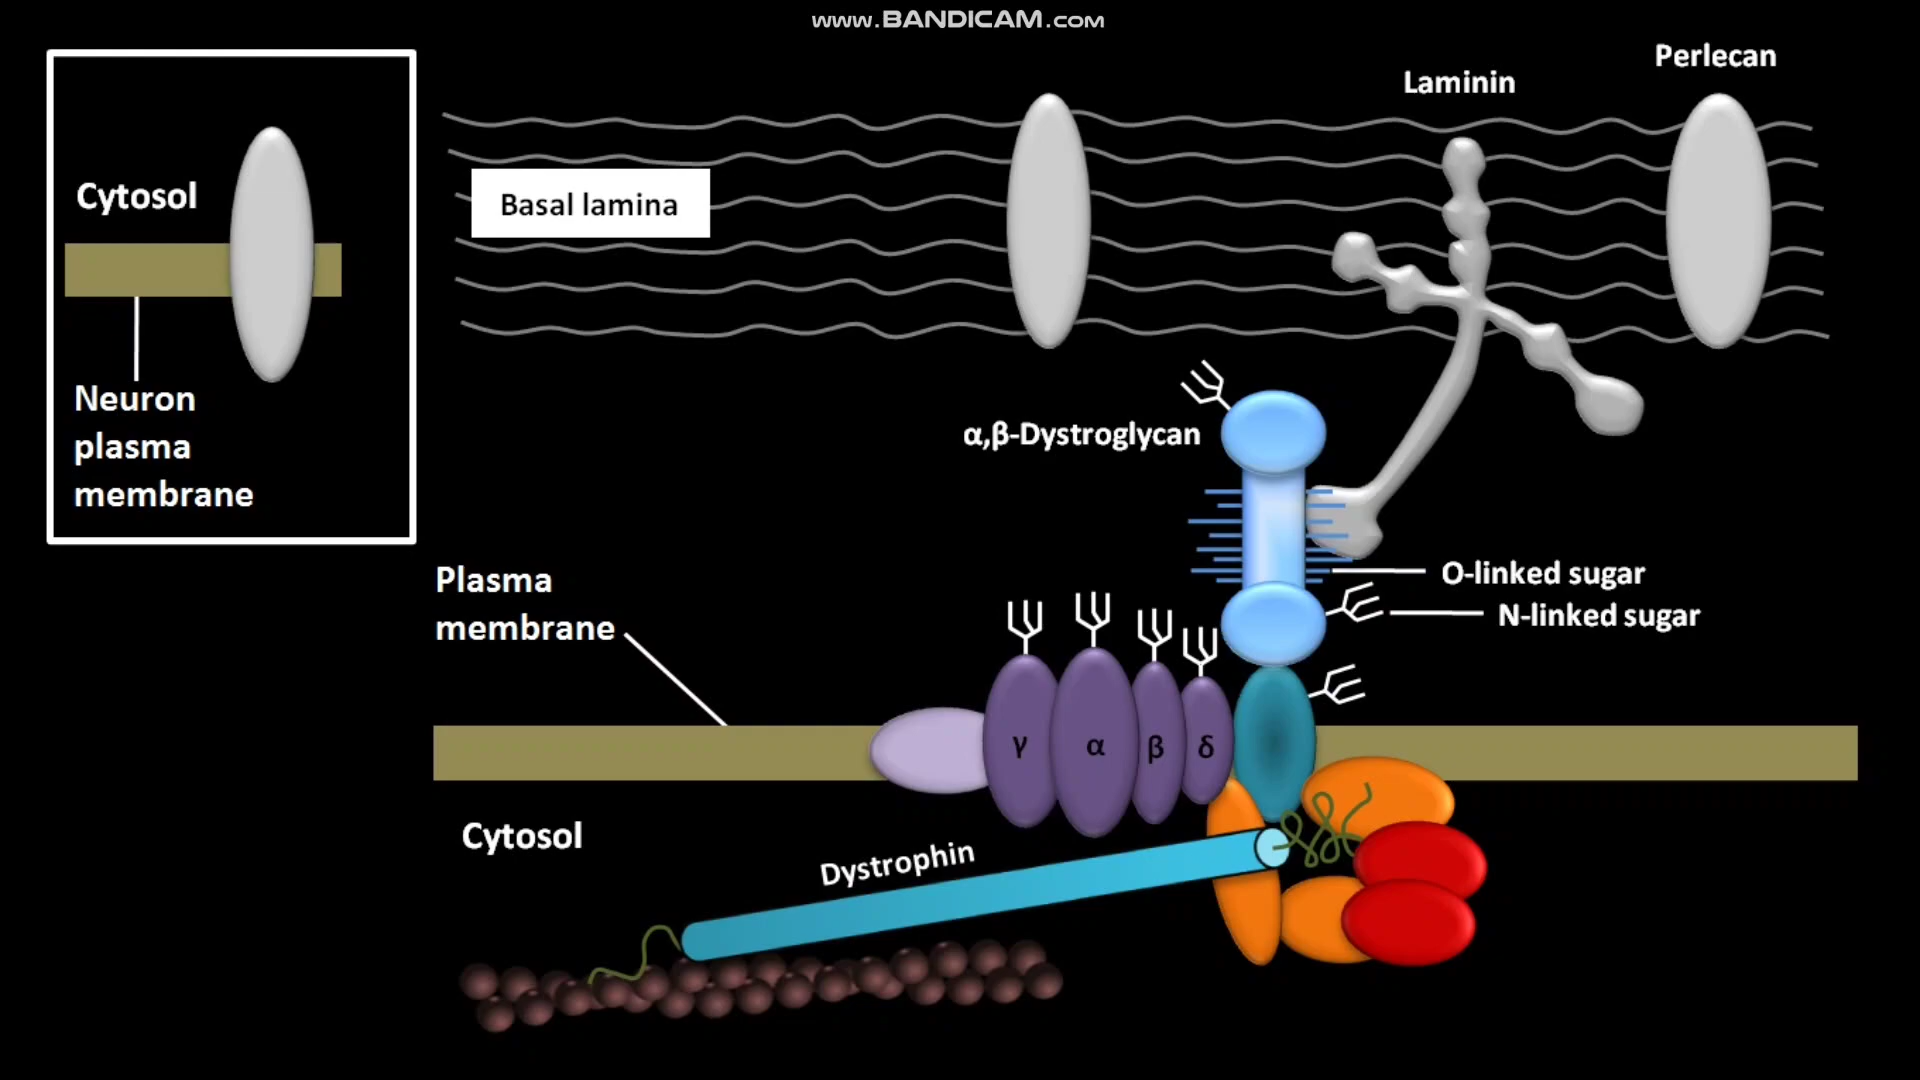 www.BANDICAM.com
Perlecan
Laminin
Cytosol
Basal lamina
Neuron
plasma
membrane
α,β-Dystroglycan
Plasma
membrane
O-linked sugar
N-linked sugar
γ α β δ
Cytosol
Dystrophin